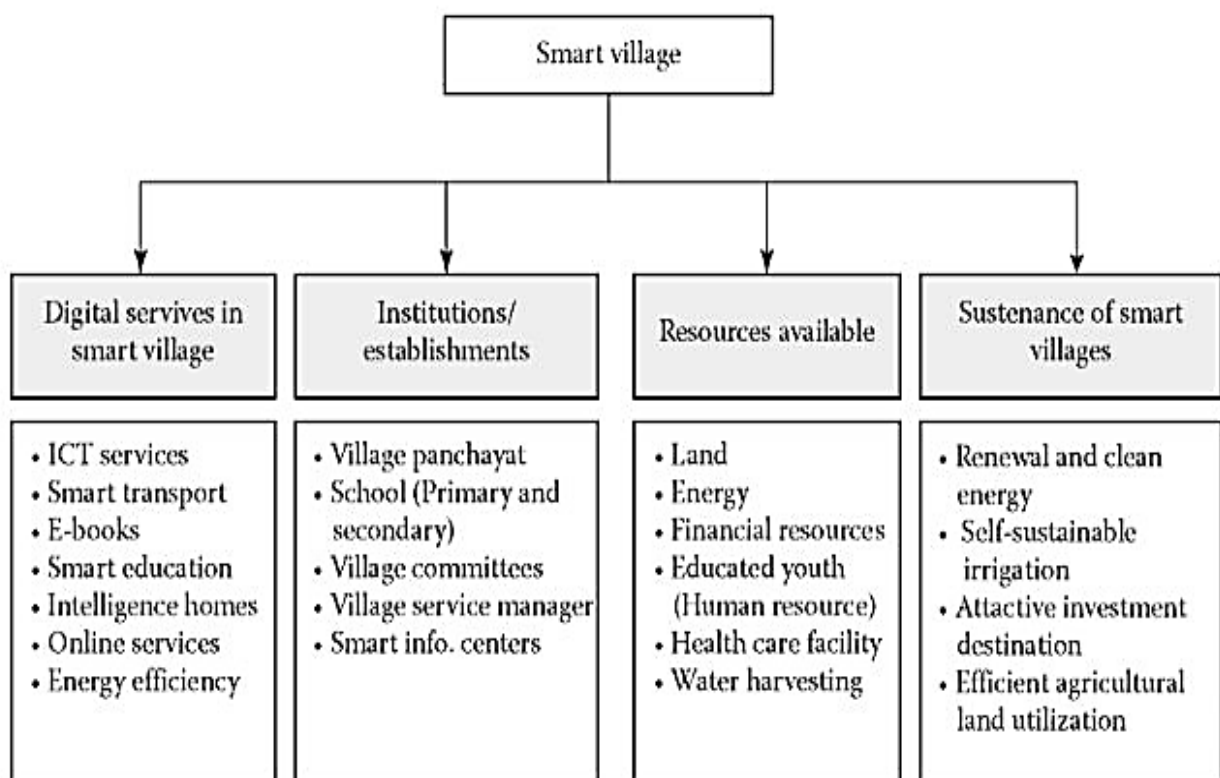 Smart village
Digital servives in
smart village
Institutions/
establishments
Resources available
Sustenance of smart
villages
• ICT services
• Smart transport
• E-books
• Smart education
• Intelligence homes
• Online services
• Energy efficiency
• Village panchayat
• School (Primary and
secondary)
• Village committees
• Village service manager
• Smart info. centers
• Land
• Energy
• Financial resources
• Educated youth
(Human resource)
• Health care facility
• Water harvesting
• Renewal and clean
energy
• Self-sustainable
irrigation
• Attactive investment
destination
• Efficient agricultural
land utilization